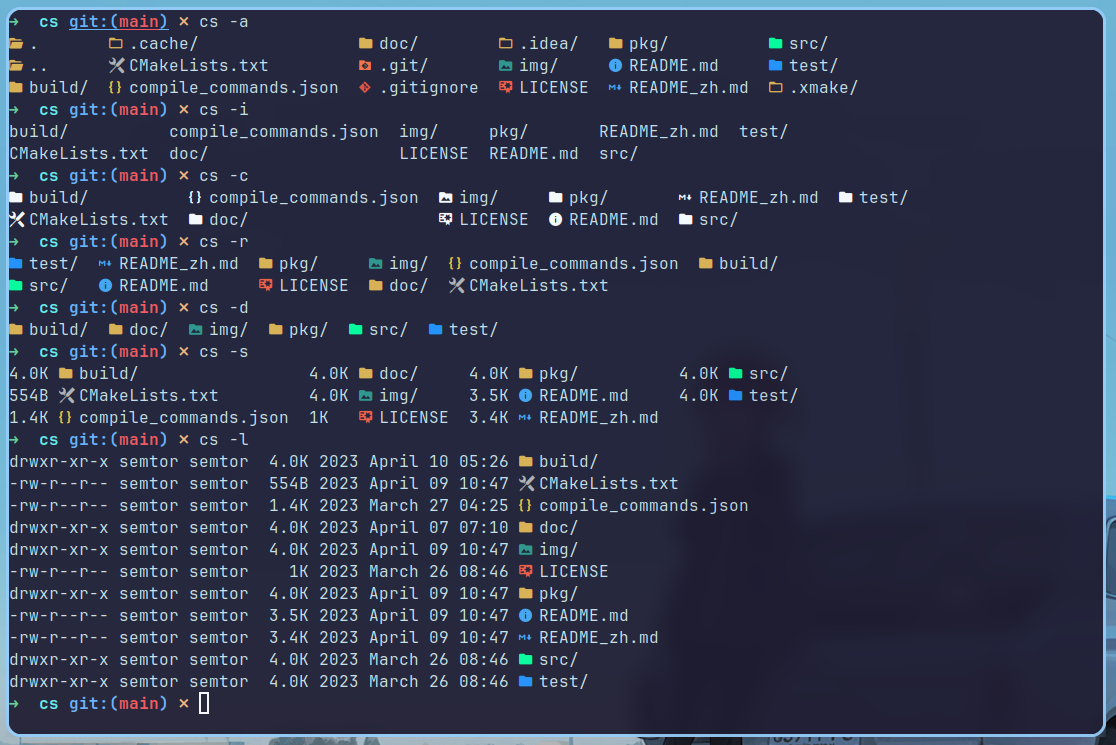 ➜  cs git:(main) × cs -a
.  .cache/  doc/  .idea/  pkg/  src/
..  CMakeLists.txt  .git/  img/  README.md  test/
build/  {} compile_commands.json  .gitignore  LICENSE  M↓ README_zh.md  .xmake/
➜  cs git:(main) × cs -i
build/  compile_commands.json  img/  pkg/  README_zh.md  test/
CMakeLists.txt  doc/  LICENSE  README.md  src/
➜  cs git:(main) × cs -c
build/  {} compile_commands.json  img/  pkg/  M↓ README_zh.md  test/
CMakeLists.txt  doc/  LICENSE  README.md  src/
➜  cs git:(main) × cs -r
test/  M↓ README_zh.md  pkg/  img/  {} compile_commands.json  build/
src/  README.md  LICENSE  doc/  CMakeLists.txt
➜  cs git:(main) × cs -d
build/  doc/  img/  pkg/  src/  test/
➜  cs git:(main) × cs -s
4.0K build/  4.0K doc/  4.0K pkg/  4.0K src/
554B CMakeLists.txt  4.0K img/  3.5K README.md  4.0K test/
1.4K {} compile_commands.json  1K LICENSE  3.4K M↓ README_zh.md
➜  cs git:(main) × cs -l
drwxr-xr-x semtor semtor  4.0K 2023 April 10 05:26 build/
-rw-r--r-- semtor semtor  554B 2023 April 09 10:47 CMakeLists.txt
-rw-r--r-- semtor semtor  1.4K 2023 March 27 04:25 {} compile_commands.json
drwxr-xr-x semtor semtor  4.0K 2023 April 07 07:10 doc/
drwxr-xr-x semtor semtor  4.0K 2023 April 09 10:47 img/
-rw-r--r-- semtor semtor    1K 2023 March 26 08:46 LICENSE
drwxr-xr-x semtor semtor  4.0K 2023 April 09 10:47 pkg/
-rw-r--r-- semtor semtor  3.5K 2023 April 09 10:47 README.md
-rw-r--r-- semtor semtor  3.4K 2023 April 09 10:47 M↓ README_zh.md
drwxr-xr-x semtor semtor  4.0K 2023 March 26 08:46 src/
drwxr-xr-x semtor semtor  4.0K 2023 March 26 08:46 test/
➜  cs git:(main) ×